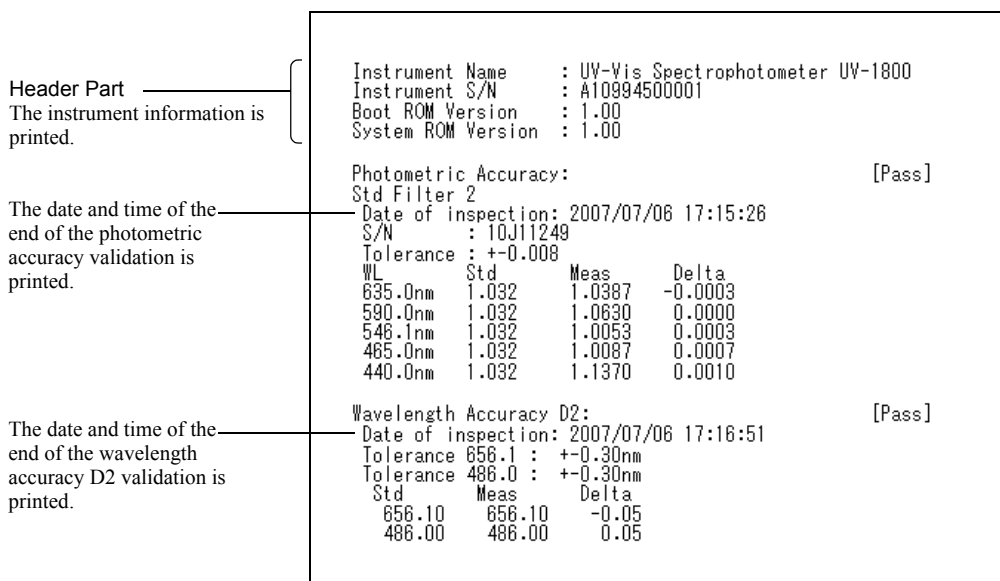 Header Part
The instrument information is
printed.
Instrument Name : UV-Vis Spectrophotometer UV-1800
Instrument S/N : A10994500001
Boot ROM Version : 1.00
System ROM Version : 1.00
Photometric Accuracy: [Pass]
Std Filter 2
The date and time of the
end of the photometric
accuracy validation is
printed.
Date of inspection: 2007/07/06 17:15:26
S/N : 10J11249
Tolerance : +-0.008
WL Std Meas Delta
635.0nm 1.032 1.0387 -0.0003
590.0nm 1.032 1.0630 0.0000
546.1nm 1.032 1.0053 0.0003
465.0nm 1.032 1.0087 0.0007
440.0nm 1.032 1.1370 0.0010
Wavelength Accuracy D2: [Pass]
The date and time of the
end of the wavelength
accuracy D2 validation is
printed.
Date of inspection: 2007/07/06 17:16:51
Tolerance 656.1 : +-0.30nm
Tolerance 486.0 : +-0.30nm
Std Meas Delta
656.10 656.10 -0.05
486.00 486.00 0.05